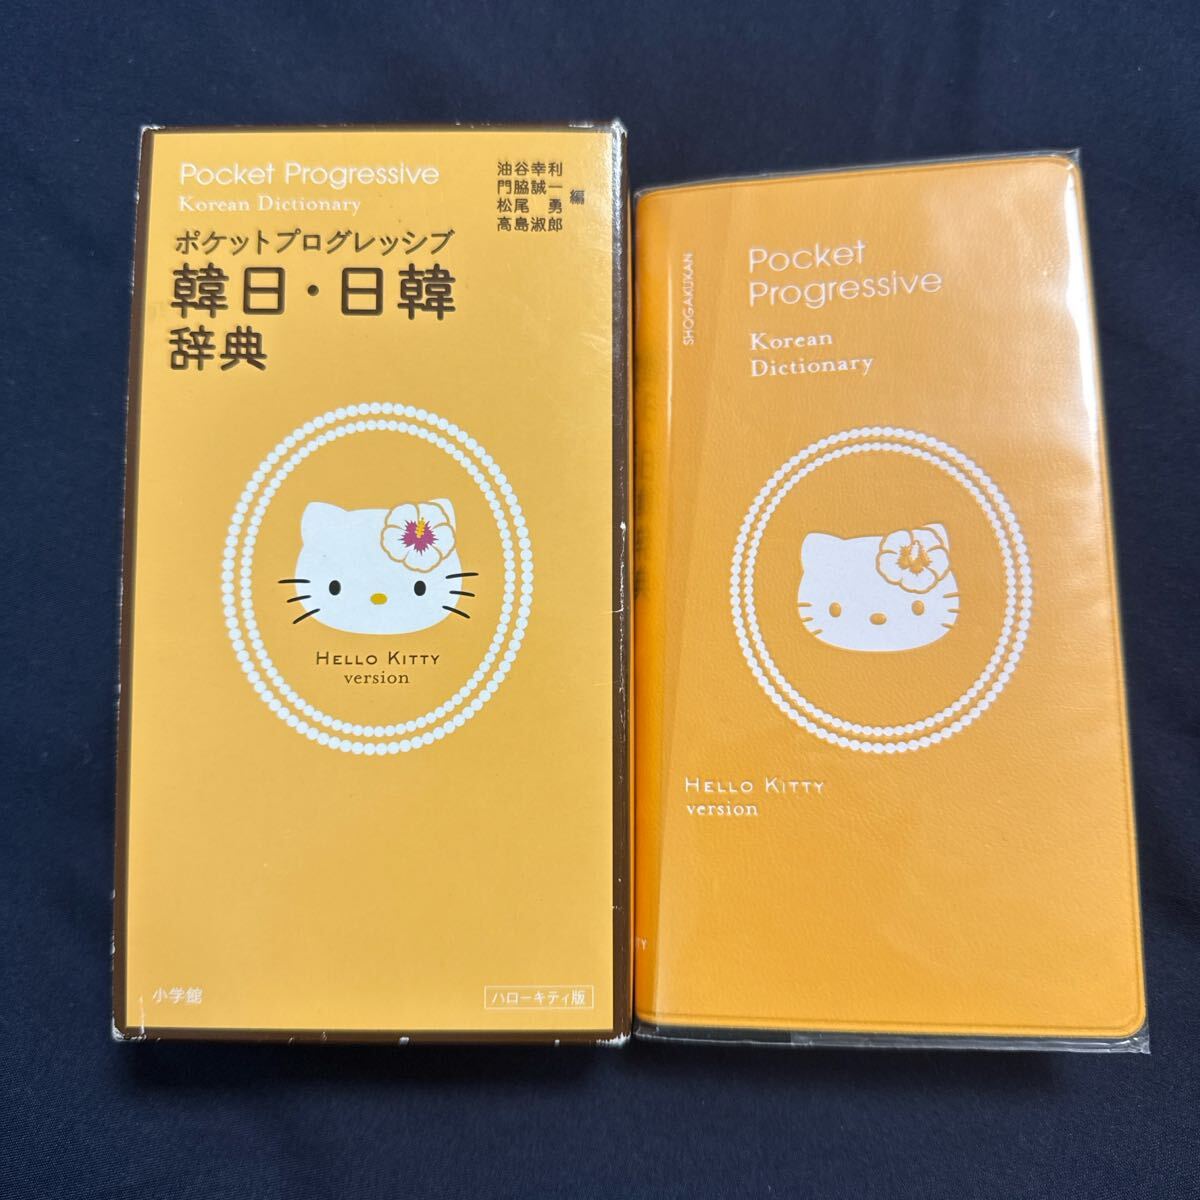 Pocket Progressive
Korean Dictionary
ポケットプログレッシブ
韓日・日韓
辞典
油谷幸利
門脇誠一
松尾 勇
高島淑郎
編
HELLO KITTY
version
小学館
ハローキティ版
SHOGAKUKAN
Pocket
Progressive
Korean
Dictionary
HELLO KITTY
version